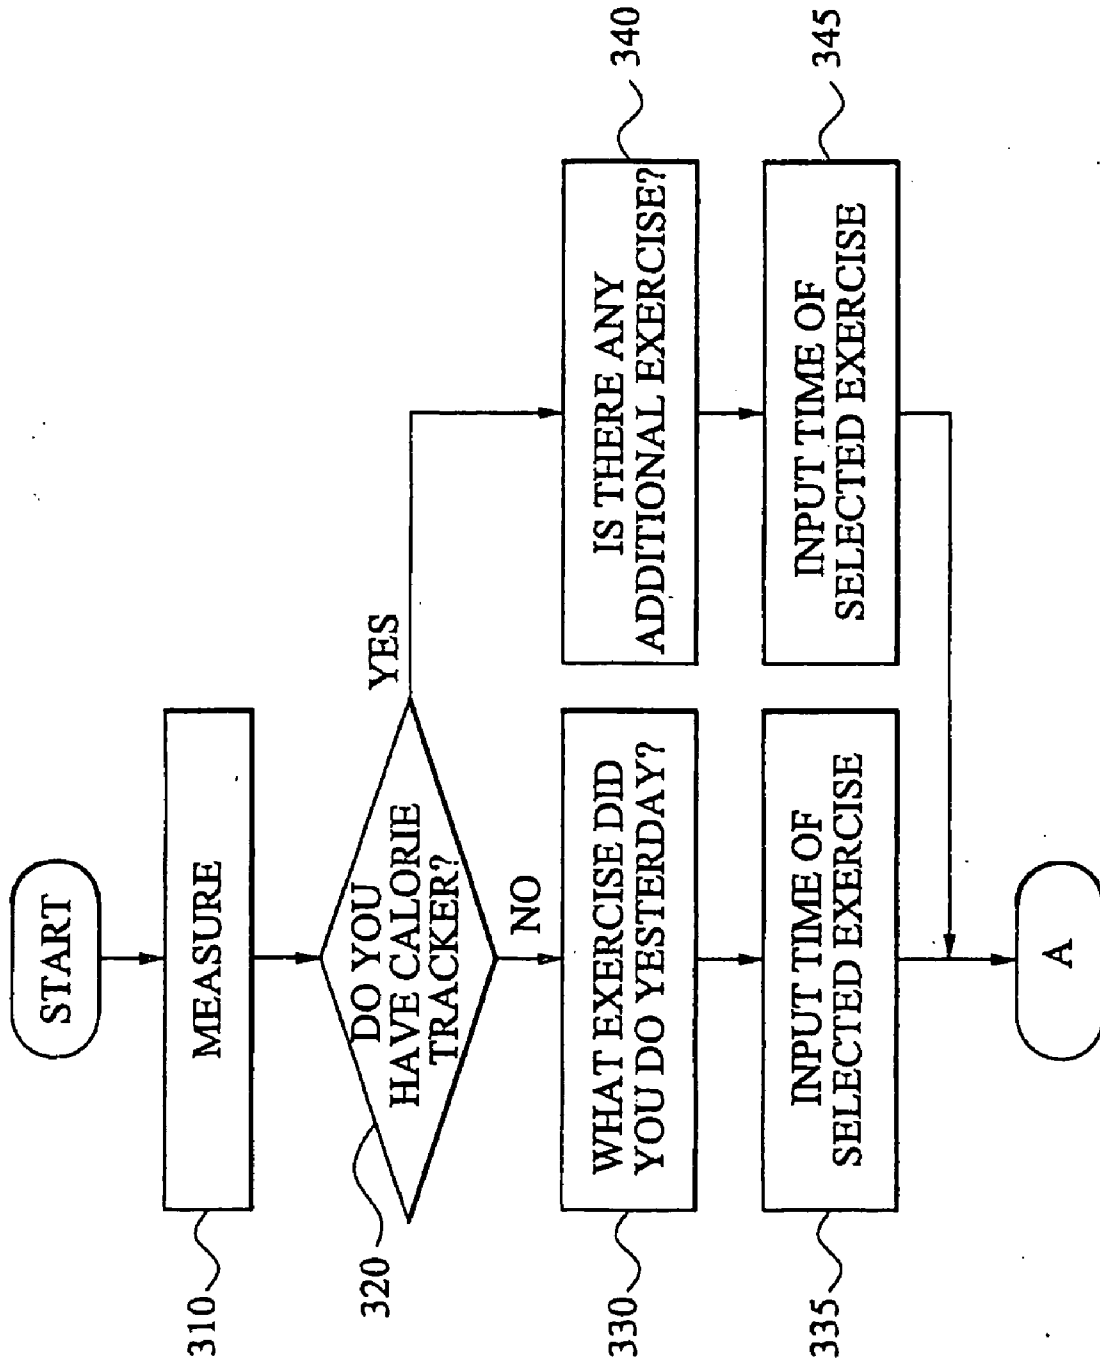 START
MEASURE
310
DO YOU
HAVE CALORIE
TRACKER?
320
YES
NO
WHAT EXERCISE DID
YOU DO YESTERDAY?
330
IS THERE ANY
ADDITIONAL EXERCISE?
340
INPUT TIME OF
SELECTED EXERCISE
335
INPUT TIME OF
SELECTED EXERCISE
345
A